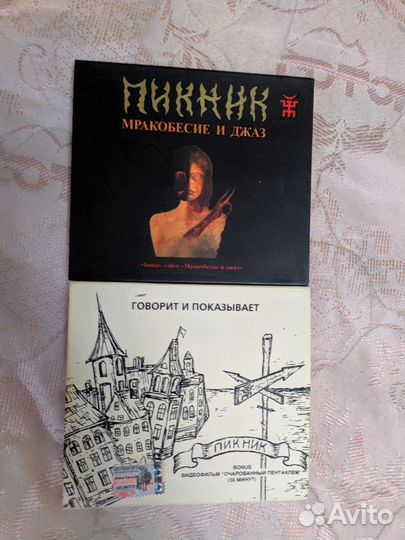 ПИКНИК
МРАКОБЕСИЕ И ДЖАЗ
+bonus video «Мракобесие и джаз»
ГОВОРИТ И ПОКАЗЫВАЕТ
ПИКНИК
BONUS
ВИДЕОФИЛЬМ "ОЧАРОВАННЫЙ ПЕНТАКЛЕМ"
(30 МИНУТ)
Avito